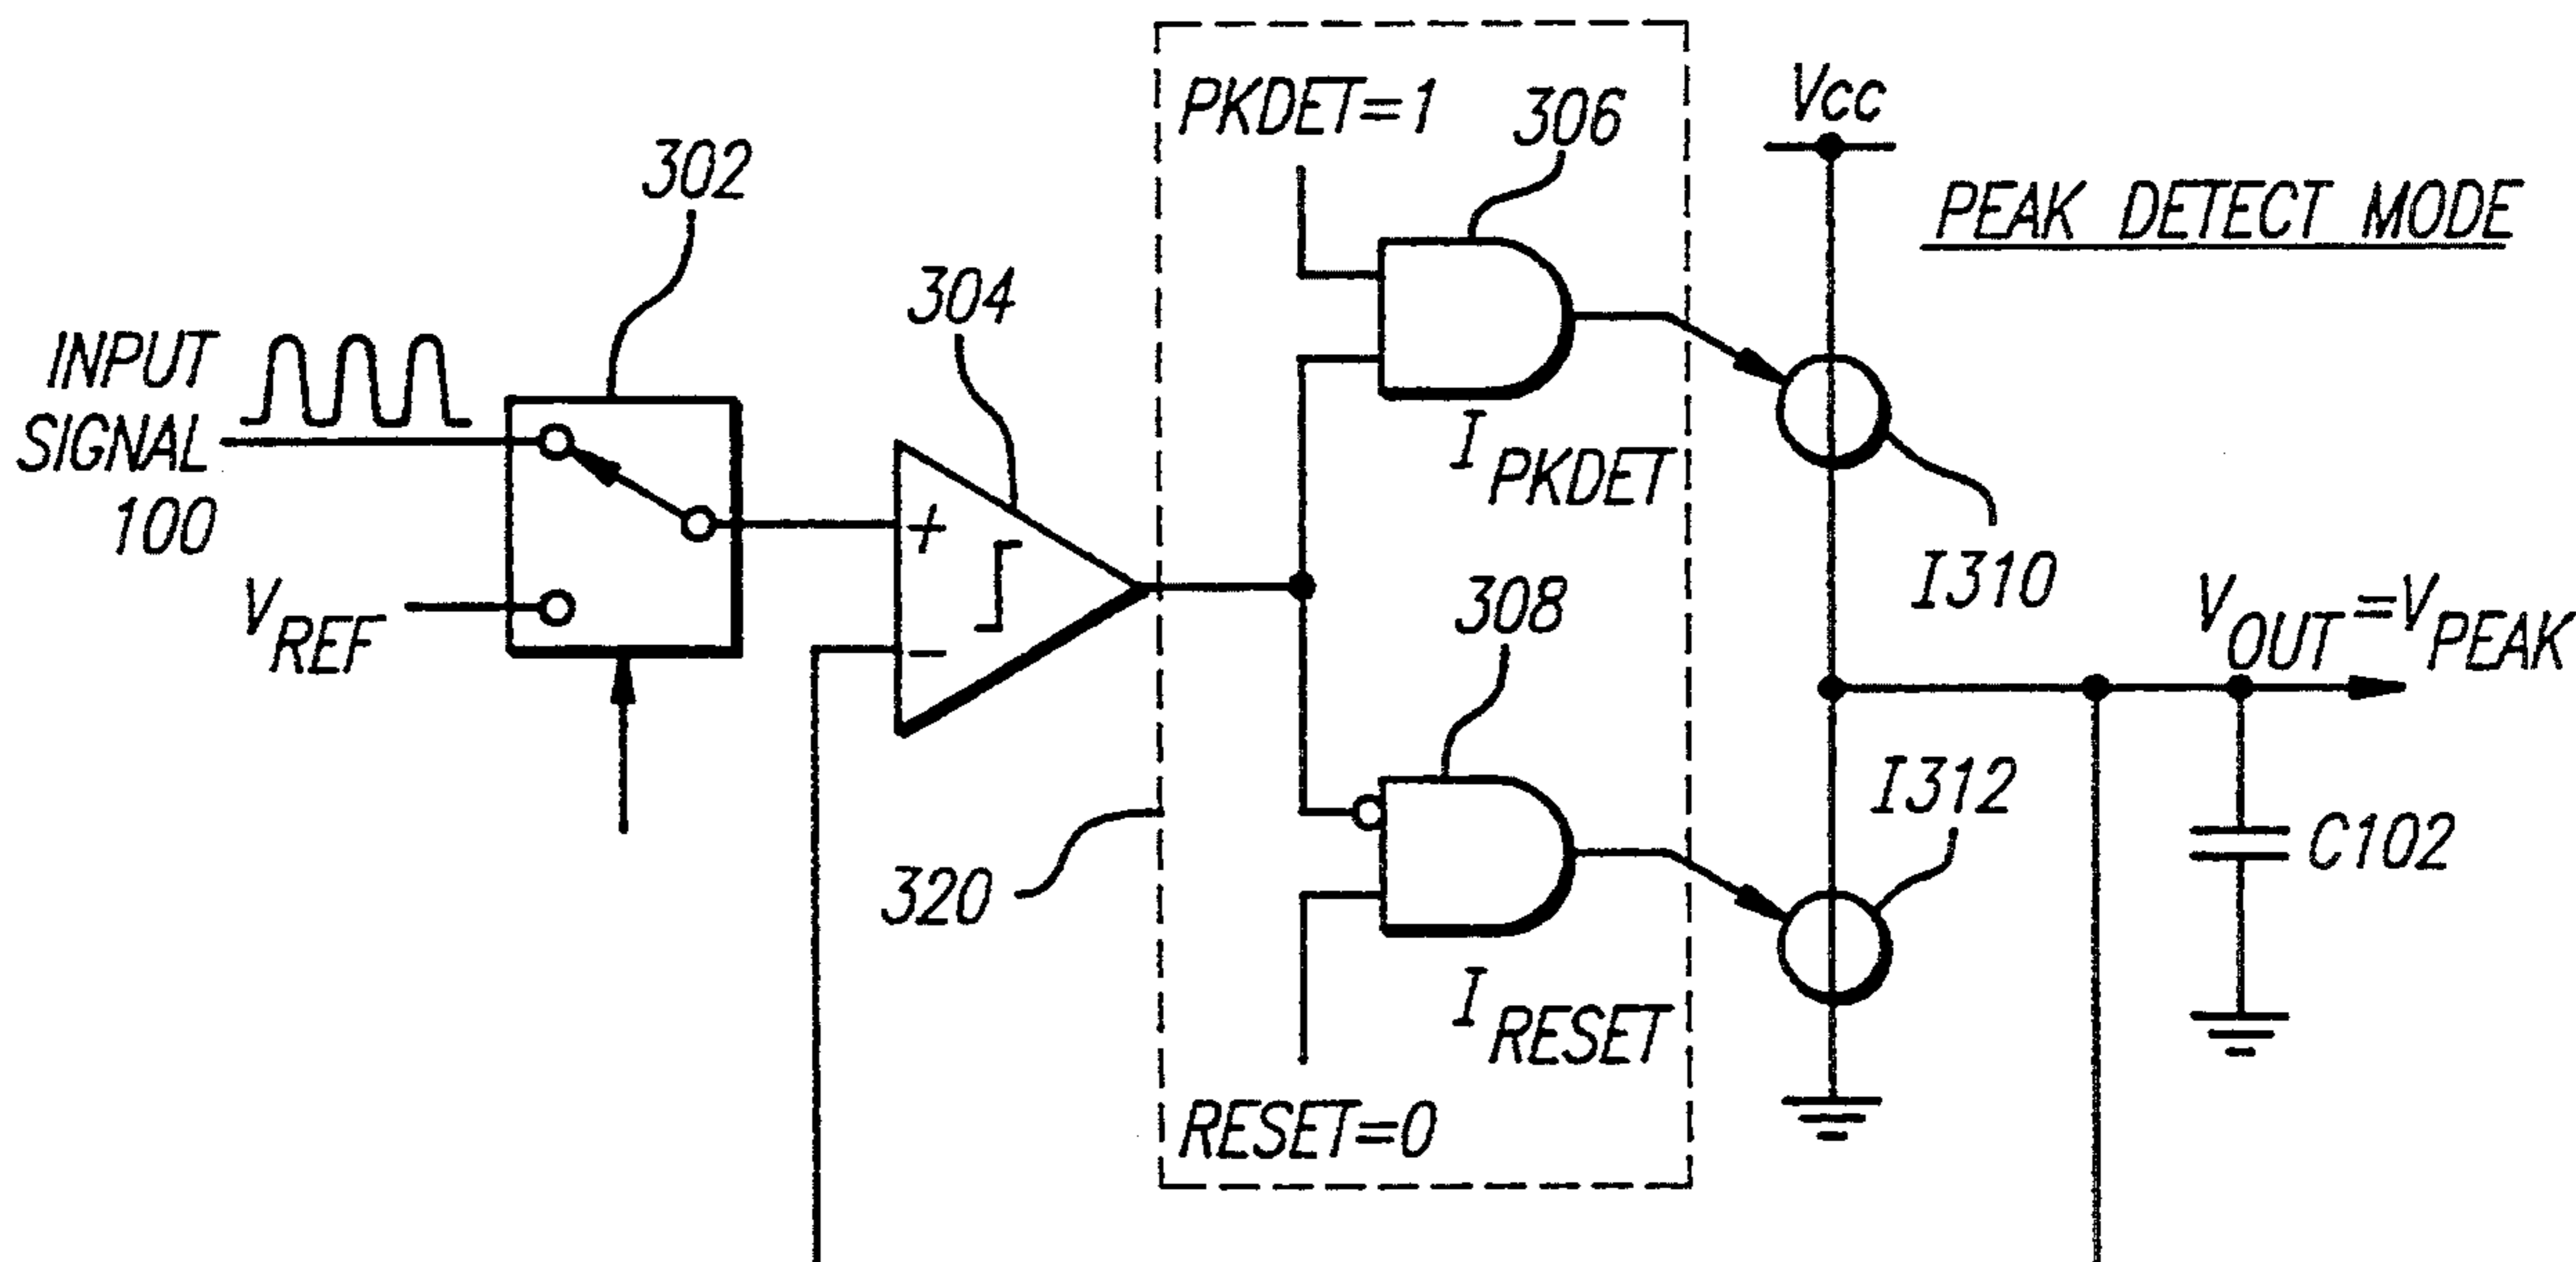 PKDET=1
306
Vcc
302
PEAK DETECT MODE
304
INPUT
SIGNAL
100
I PKDET
I310
VREF
308
VOUT=VPEAK
I312
C102
320
I RESET
RESET=0
+
−